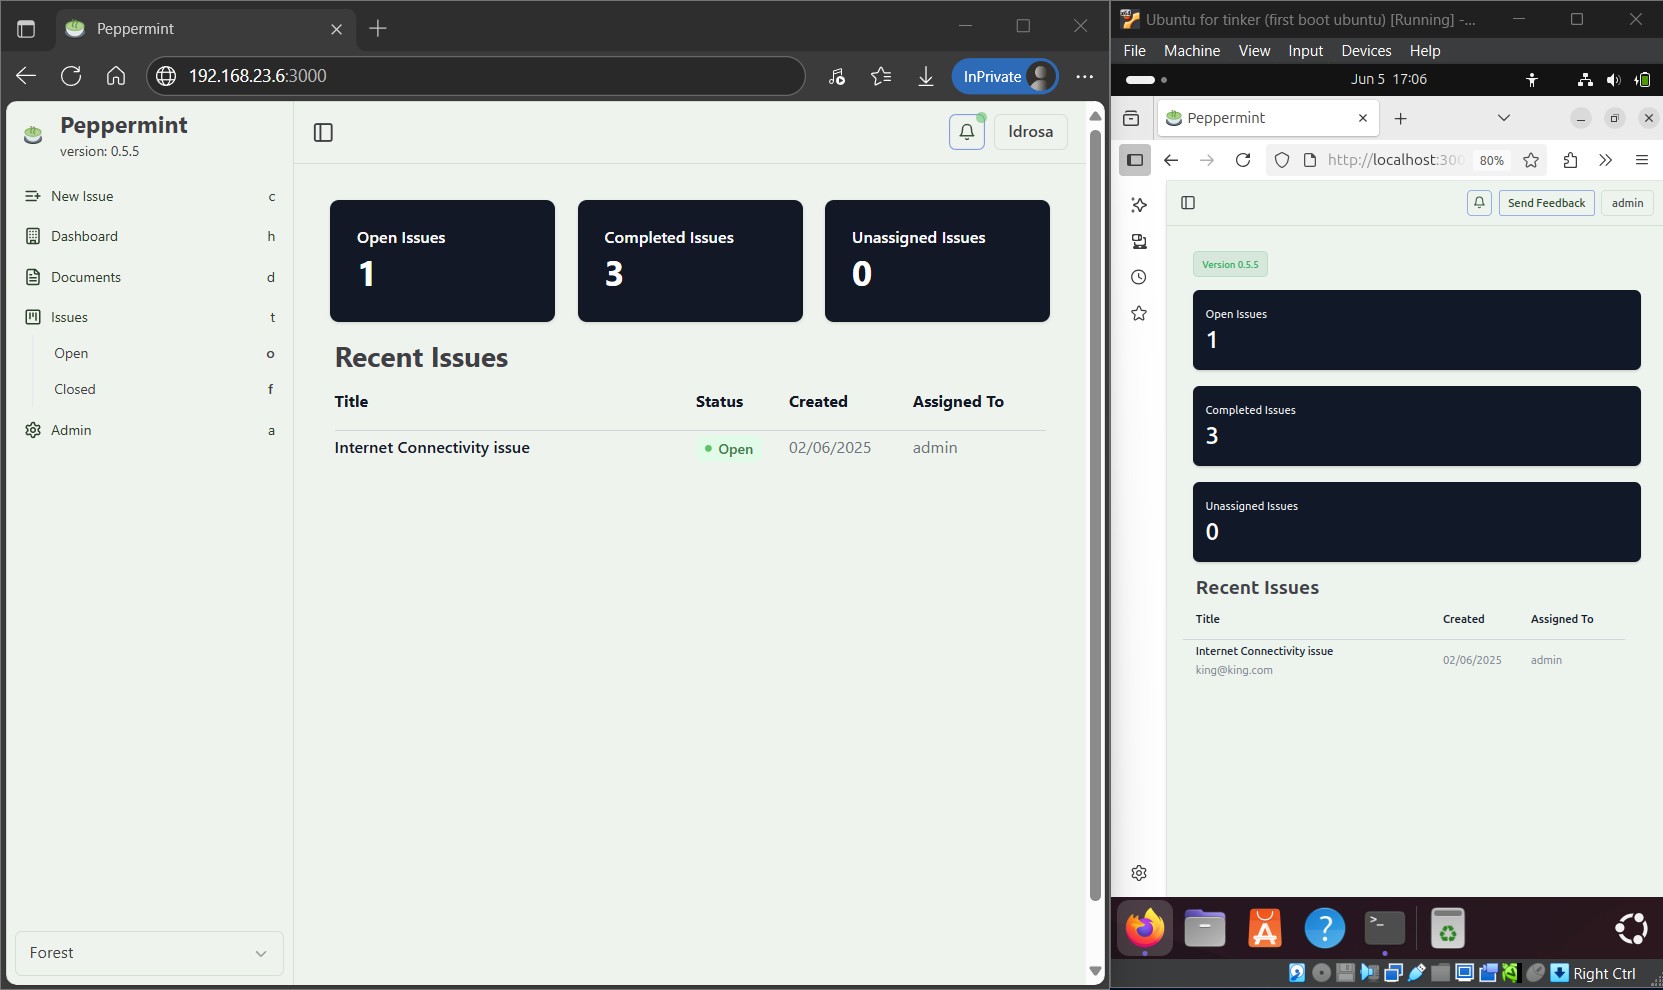 Peppermint
192.168.23.6:3000
InPrivate
Peppermint
version: 0.5.5
New Issue c
Dashboard h
Documents d
Issues t
Open o
Closed f
Admin a
Forest
ldrosa
Open Issues
1
Completed Issues
3
Unassigned Issues
0
Recent Issues
Title Status Created Assigned To
Internet Connectivity issue Open 02/06/2025 admin
Ubuntu for tinker (first boot ubuntu) [Running] -...
File Machine View Input Devices Help
Jun 5 17:06
Peppermint
http://localhost:300 80%
Send Feedback admin
Version 0.5.5
Open Issues
1
Completed Issues
3
Unassigned Issues
0
Recent Issues
Title Created Assigned To
Internet Connectivity issue
king@king.com
02/06/2025 admin
Right Ctrl